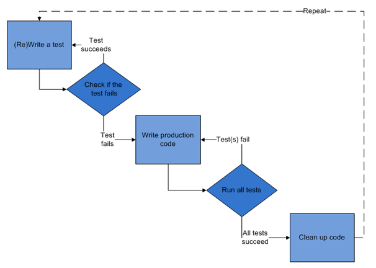 Repeat
(Re)Write a test
Test
succeeds
Check if the
test fails
Test
fails
Write production
code
Test(s) fail
Run all tests
All tests
succeed
Clean up code